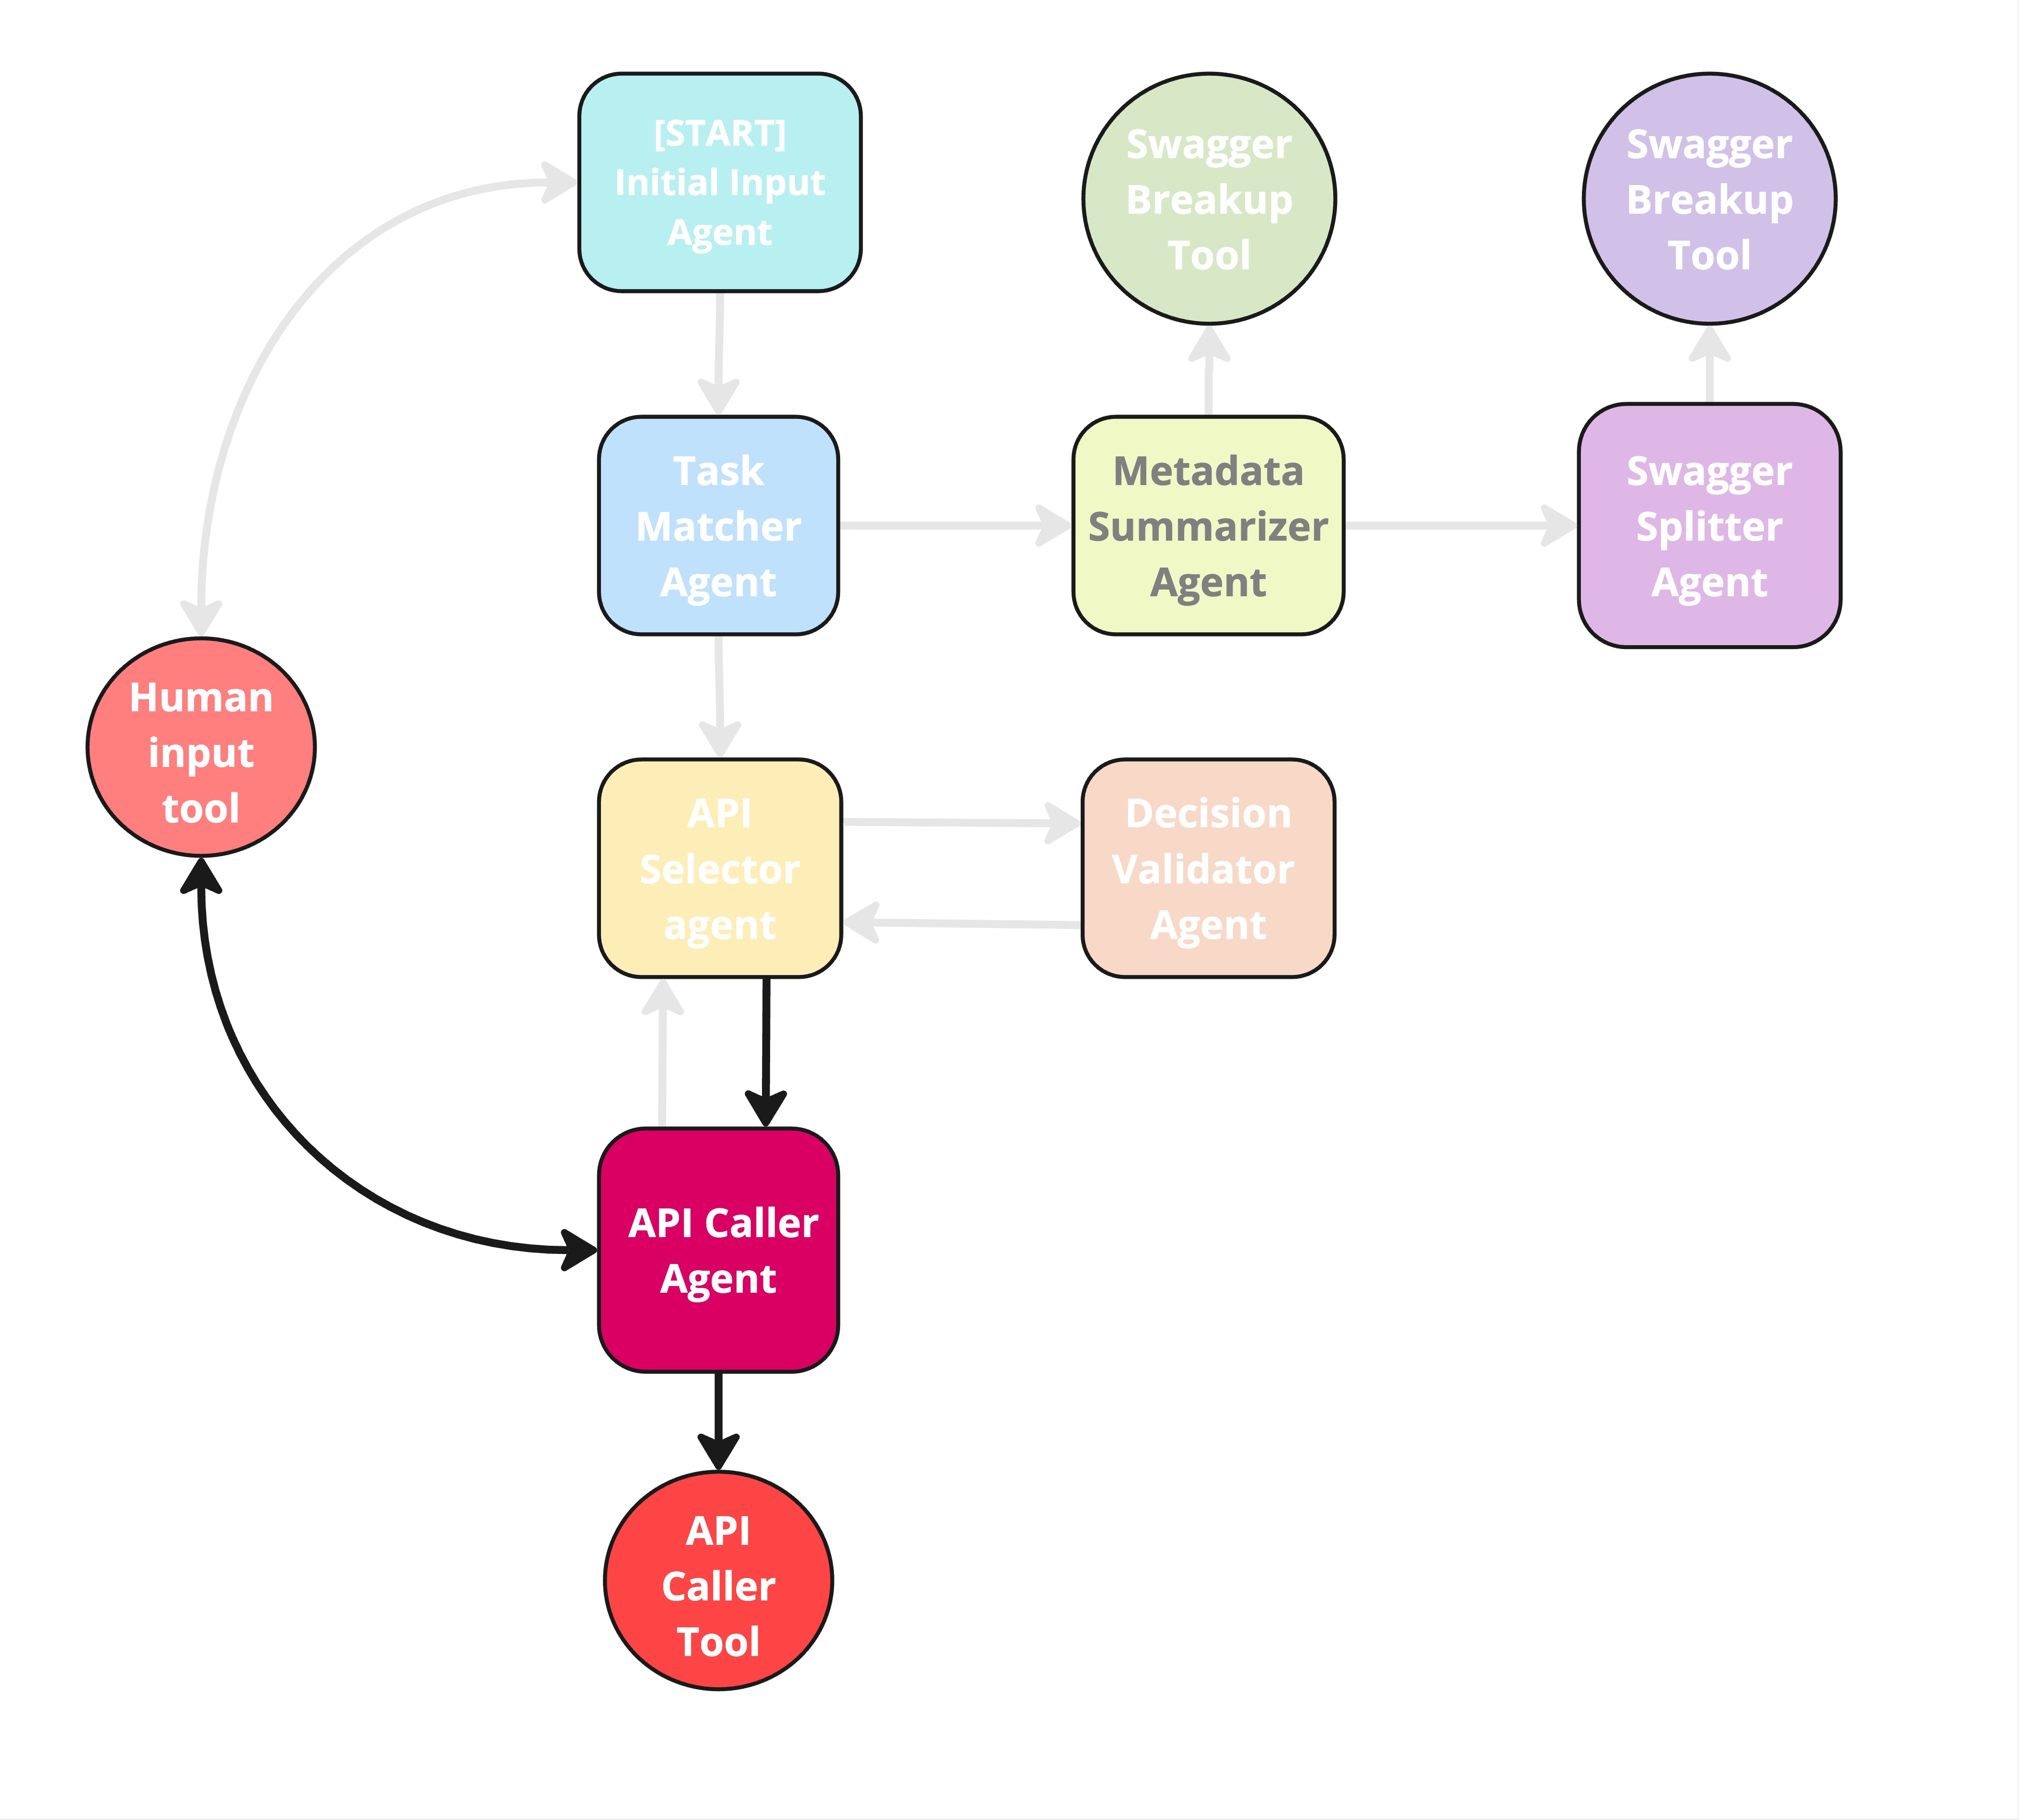 [START]
Initial Input
Agent
Swagger
Breakup
Tool
Swagger
Breakup
Tool
Task
Matcher
Agent
Metadata
Summarizer
Agent
Swagger
Splitter
Agent
Human
input
tool
API
Selector
agent
Decision
Validator
Agent
API Caller
Agent
API
Caller
Tool